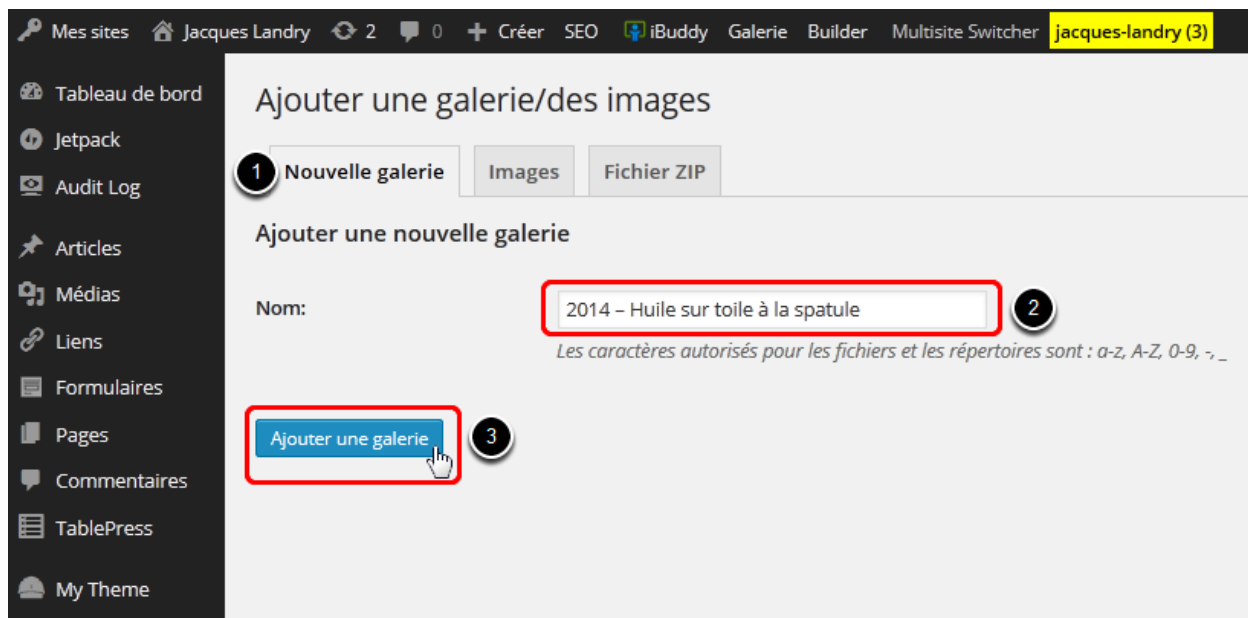 Mes sites Jacques Landry 2 0 Créer SEO iBuddy Galerie Builder Multisite Switcher jacques-landry (3)
Tableau de bord
Jetpack
Audit Log
Articles
Médias
Liens
Formulaires
Pages
Commentaires
TablePress
My Theme
Ajouter une galerie/des images
1 Nouvelle galerie Images Fichier ZIP
Ajouter une nouvelle galerie
Nom: 2014 – Huile sur toile à la spatule 2
Les caractères autorisés pour les fichiers et les répertoires sont : a-z, A-Z, 0-9, -, _
Ajouter une galerie 3